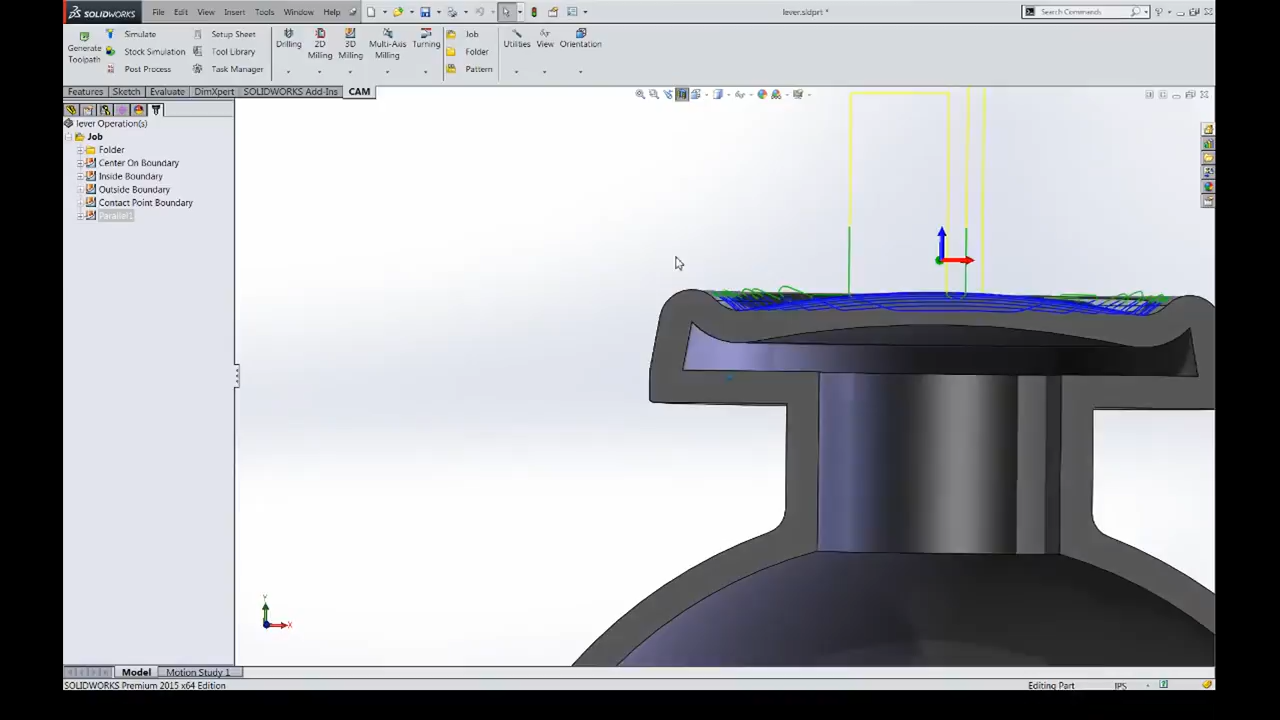 SOLIDWORKS File Edit View Insert Tools Window Help lever.sldprt * Search Commands
Generate Toolpath
Simulate
Stock Simulation
Post Process
Setup Sheet
Tool Library
Task Manager
Drilling
2D Milling
3D Milling
Multi-Axis Milling
Turning
Job
Folder
Pattern
Utilities
View
Orientation
Features Sketch Evaluate DimXpert SOLIDWORKS Add-Ins CAM
lever Operation(s)
Job
Folder
Center On Boundary
Inside Boundary
Outside Boundary
Contact Point Boundary
Parallel1
Y
X
Model Motion Study 1
SOLIDWORKS Premium 2015 x64 Edition Editing Part IPS